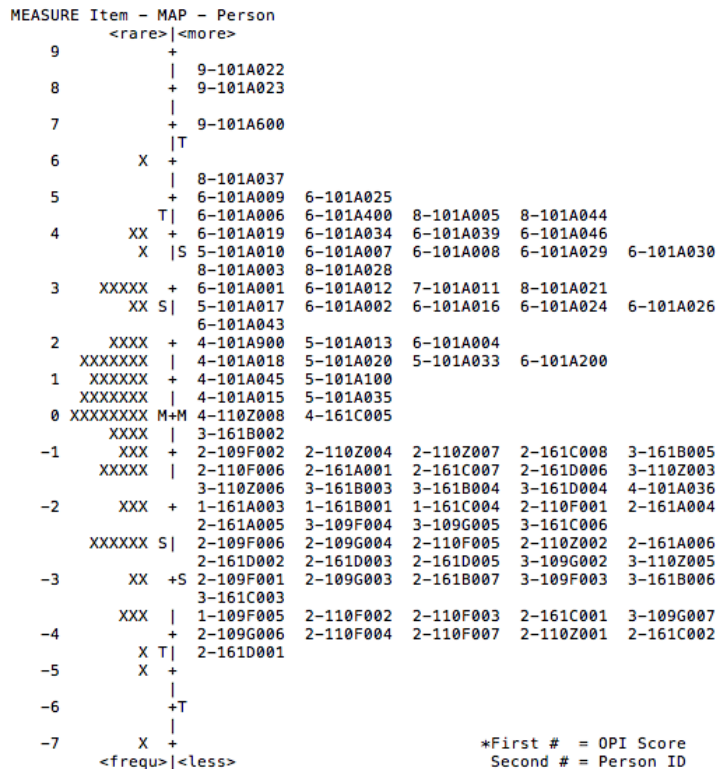 MEASURE Item - MAP - Person
<rare>|<more>
9 +
| 9-101A022
8 + 9-101A023
|
7 + 9-101A600
|T
6 X +
| 8-101A037
5 + 6-101A009 6-101A025
T| 6-101A006 6-101A400 8-101A005 8-101A044
4 XX + 6-101A019 6-101A034 6-101A039 6-101A046
X |S 5-101A010 6-101A007 6-101A008 6-101A029 6-101A030
8-101A003 8-101A028
3 XXXXX + 6-101A001 6-101A012 7-101A011 8-101A021
XX S| 5-101A017 6-101A002 6-101A016 6-101A024 6-101A026
6-101A043
2 XXXX + 4-101A900 5-101A013 6-101A004
XXXXXXX | 4-101A018 5-101A020 5-101A033 6-101A200
1 XXXXXX + 4-101A045 5-101A100
XXXXXXX | 4-101A015 5-101A035
0 XXXXXXXX M+M 4-110Z008 4-161C005
XXXX | 3-161B002
-1 XXX + 2-109F002 2-110Z004 2-110Z007 2-161C008 3-161B005
XXXXX | 2-110F006 2-161A001 2-161C007 2-161D006 3-110Z003
3-110Z006 3-161B003 3-161B004 3-161D004 4-101A036
-2 XXX + 1-161A003 1-161B001 1-161C004 2-110F001 2-161A004
2-161A005 3-109F004 3-109G005 3-161C006
XXXXXX S| 2-109F006 2-109G004 2-110F005 2-110Z002 2-161A006
2-161D002 2-161D003 2-161D005 3-109G002 3-110Z005
-3 XX +S 2-109F001 2-109G003 2-161B007 3-109F003 3-161B006
3-161C003
XXX | 1-109F005 2-110F002 2-110F003 2-161C001 3-109G007
-4 + 2-109G006 2-110F004 2-110F007 2-110Z001 2-161C002
X T| 2-161D001
-5 X +
|
-6 +T
|
-7 X + *First # = OPI Score
<frequ>|<less> Second # = Person ID